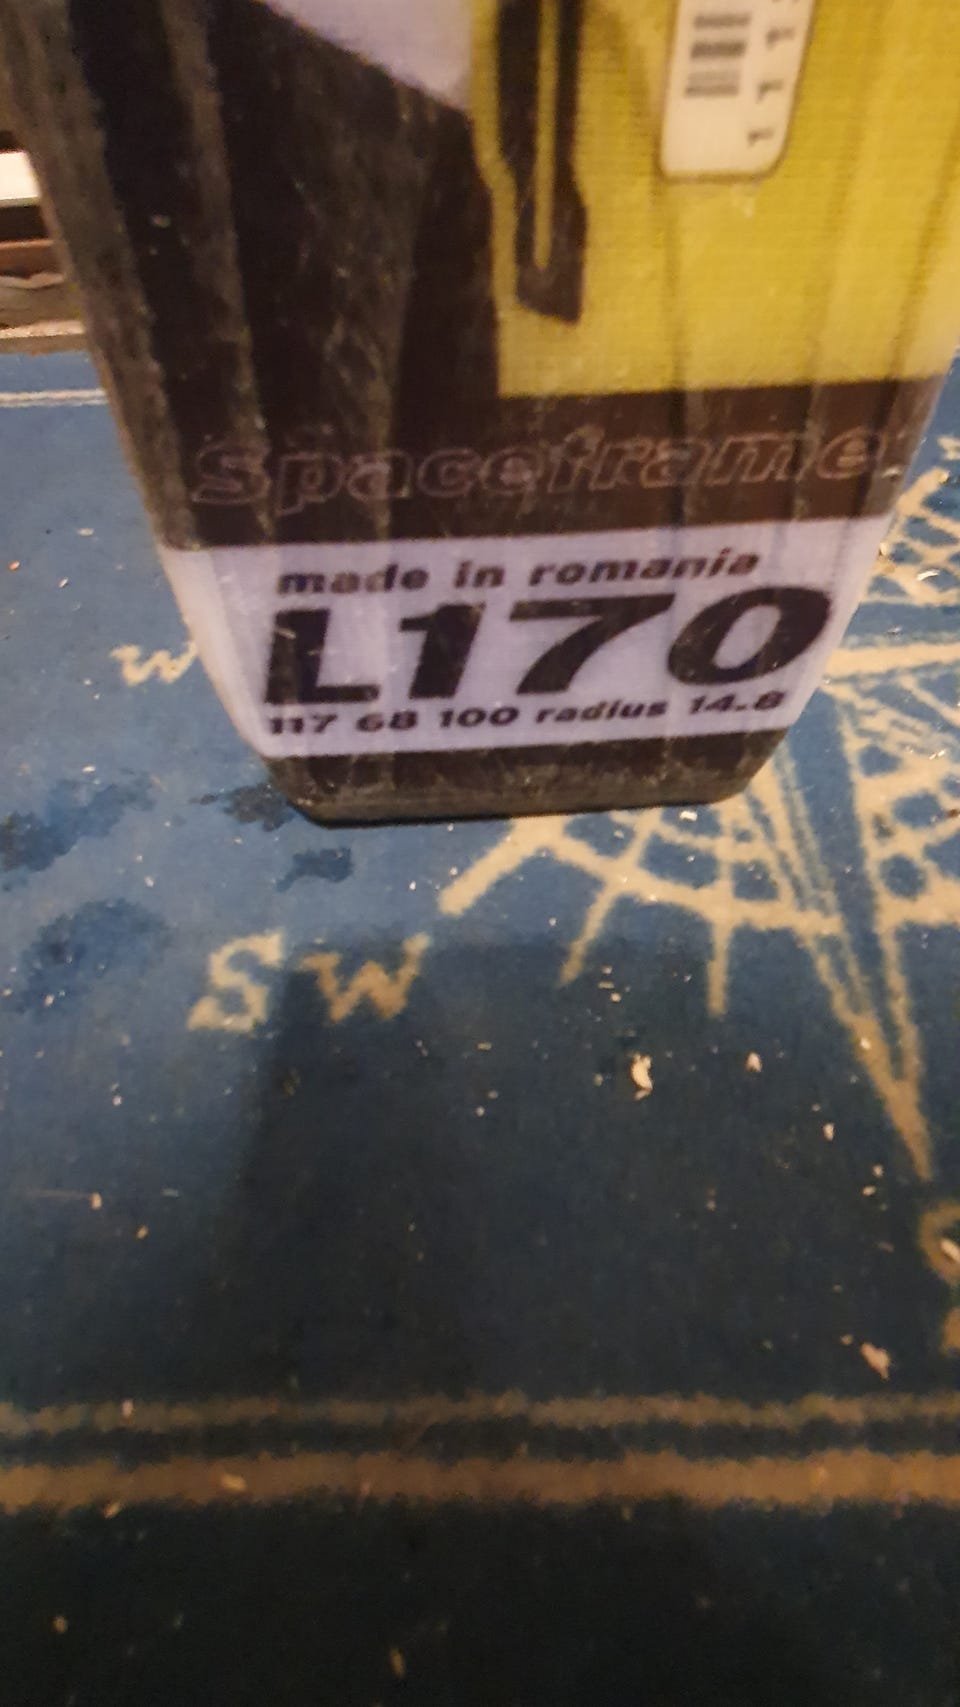 spaceframe
made in romania
L170
117 68 100 radius 14.8
W
SW